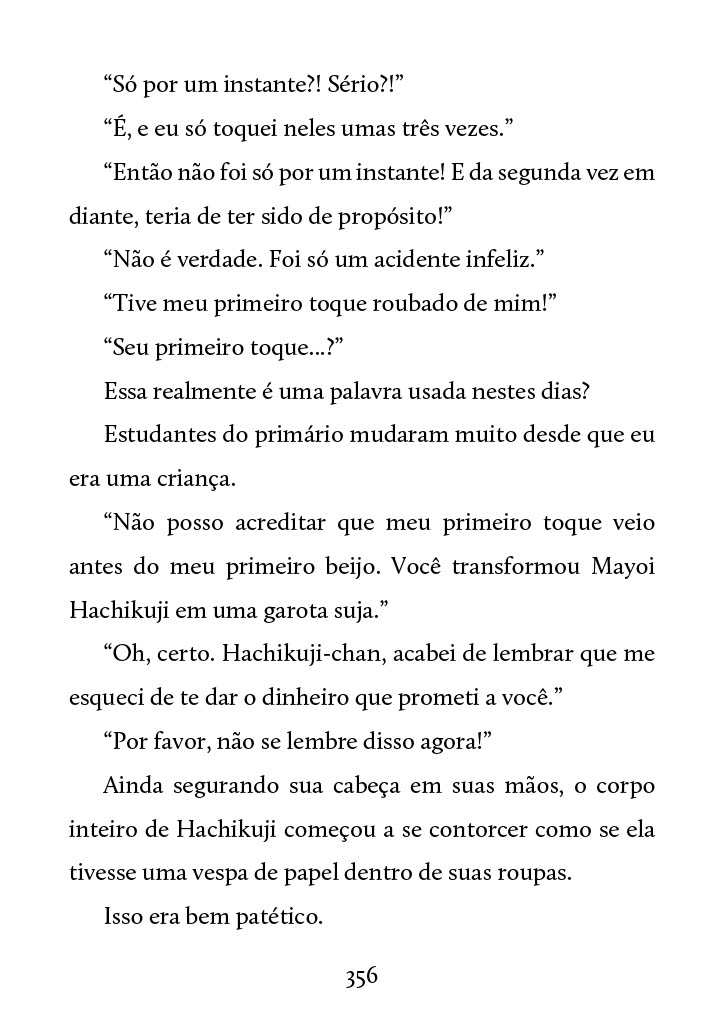 “Só por um instante?! Sério?!”
“É, e eu só toquei neles umas três vezes.”
“Então não foi só por um instante! E da segunda vez em
diante, teria de ter sido de propósito!”
“Não é verdade. Foi só um acidente infeliz.”
“Tive meu primeiro toque roubado de mim!”
“Seu primeiro toque...?”
Essa realmente é uma palavra usada nestes dias?
Estudantes do primário mudaram muito desde que eu
era uma criança.
“Não posso acreditar que meu primeiro toque veio
antes do meu primeiro beijo. Você transformou Mayoi
Hachikuji em uma garota suja.”
“Oh, certo. Hachikuji-chan, acabei de lembrar que me
esqueci de te dar o dinheiro que prometi a você.”
“Por favor, não se lembre disso agora!”
Ainda segurando sua cabeça em suas mãos, o corpo
inteiro de Hachikuji começou a se contorcer como se ela
tivesse uma vespa de papel dentro de suas roupas.
Isso era bem patético.
356